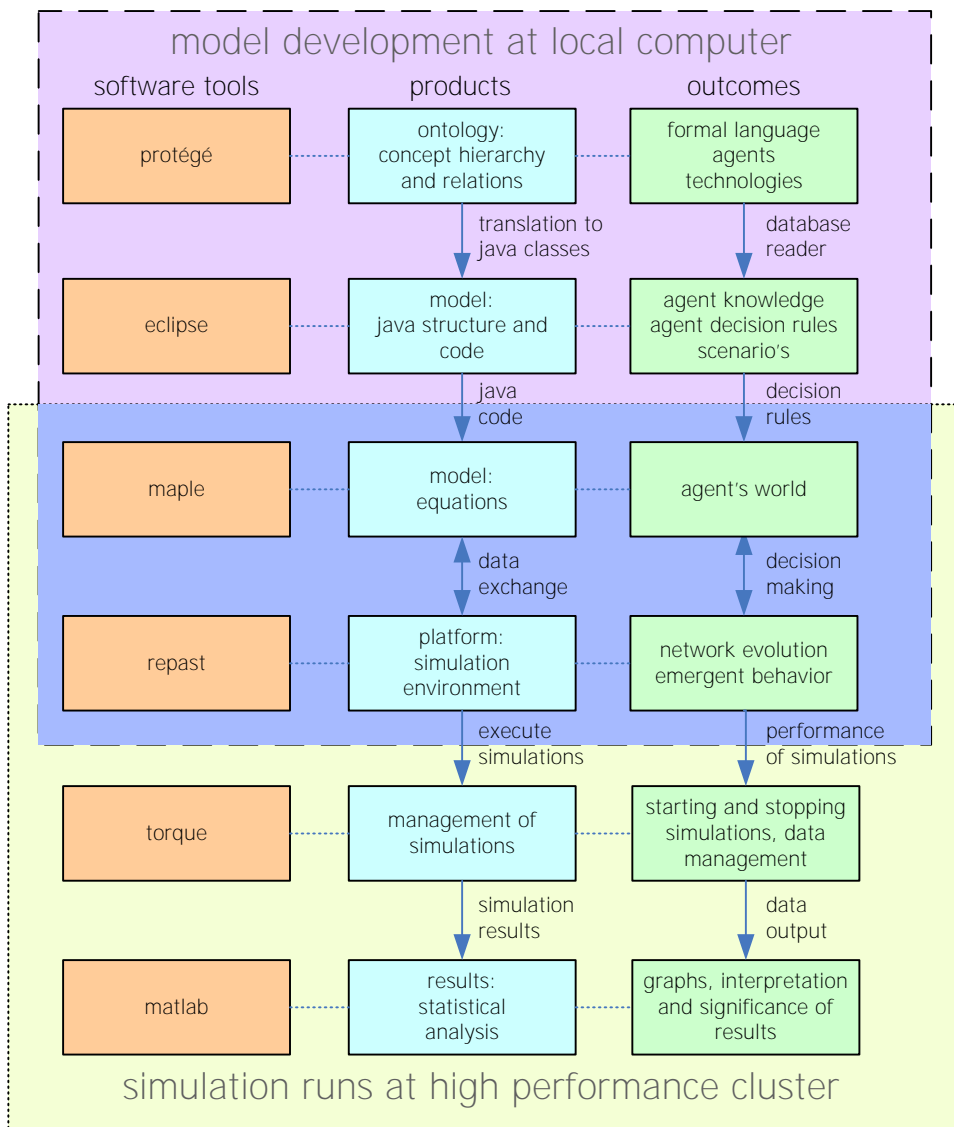 model development at local computer
software tools
products
outcomes
protégé
ontology:
concept hierarchy
and relations
formal language
agents
technologies
translation to
java classes
database
reader
eclipse
model:
java structure and
code
agent knowledge
agent decision rules
scenario's
java
code
decision
rules
maple
model:
equations
agent's world
data
exchange
decision
making
repast
platform:
simulation
environment
network evolution
emergent behavior
execute
simulations
performance
of simulations
torque
management of
simulations
starting and stopping
simulations, data
management
simulation
results
data
output
matlab
results:
statistical
analysis
graphs, interpretation
and significance of
results
simulation runs at high performance cluster